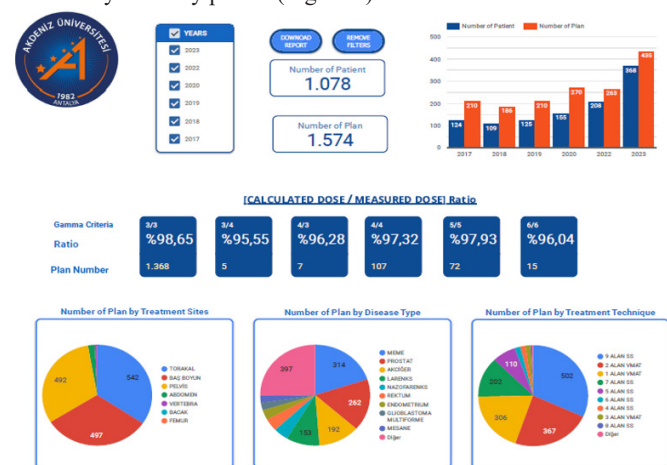 AKDENİZ ÜNİVERSİTESİ
1982
ANTALYA
YEARS
2023
2022
2020
2019
2018
2017
DOWNLOAD REPORT
REMOVE FILTERS
Number of Patient
1.078
Number of Plan
1.574
Number of Patient Number of Plan
500
400
300
200
100
0
124 210
109 186
125 210
155 270
206
368 435
2017 2018 2019 2020 2022 2023
[CALCULATED DOSE / MEASURED DOSE] Ratio
Gamma Criteria 3/3 3/4 4/3 4/4 5/5 6/6
Ratio %98,65 %95,55 %96,28 %97,32 %97,93 %96,04
Plan Number 1.368 5 7 107 72 15
Number of Plan by Treatment Sites
542
497
492
TORAKAL
BAŞ BOYUN
PELVİS
ABDOMEN
VERTEBRA
BACAK
FEMUR
Number of Plan by Disease Type
314
262
192
153
397
MEME
PROSTAT
AKCİĞER
LARENKS
NAZOFARENKS
REKTUM
ENDOMETRIUM
GLIOBLASTOMA
MULTIFORME
MESANE
Diğer
Number of Plan by Treatment Technique
502
367
306
202
110
9 ALAN SS
2 ALAN VMAT
1 ALAN VMAT
7 ALAN SS
5 ALAN SS
6 ALAN SS
4 ALAN SS
3 ALAN VMAT
8 ALAN SS
Diğer